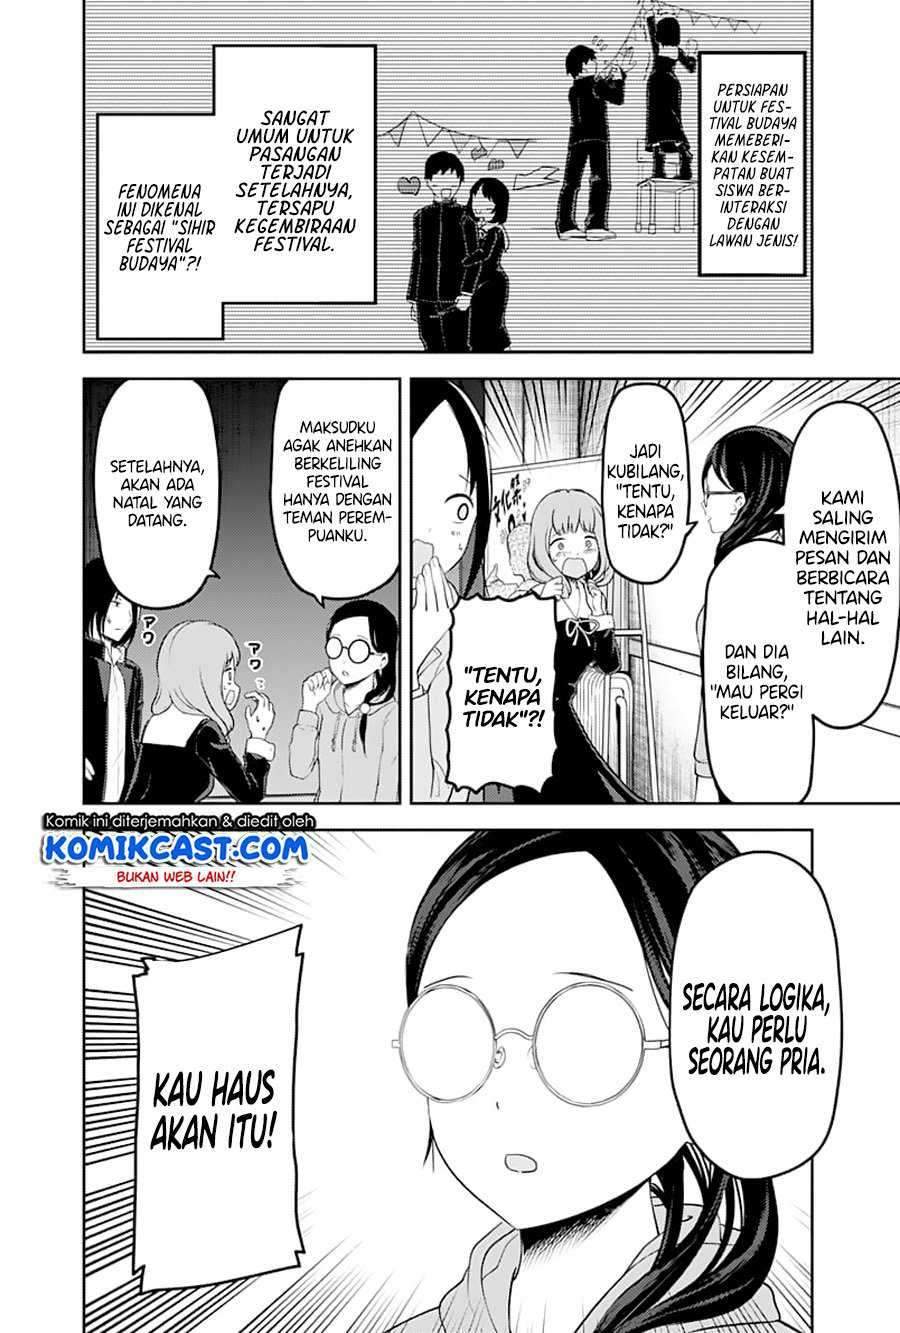 PERSIAPAN
UNTUK FES-
TIVAL BUDAYA
MEMEBERI-
KAN KESEM-
PATAN BUAT
SISWA BER-
INTERAKSI
DENGAN
LAWAN JENIS!
SANGAT
UMUM UNTUK
PASANGAN
TERJADI
SETELAHNYA,
TERSAPU
KEGEMBIRAAN
FESTIVAL.
FENOMENA
INI DIKENAL
SEBAGAI "SIHIR
FESTIVAL
BUDAYA"?!
KAMI
SALING
MENGIRIM
PESAN DAN
BERBICARA
TENTANG
HAL-HAL
LAIN.
DAN DIA
BILANG,
"MAU PERGI
KELUAR?"
JADI
KUBILANG,
"TENTU,
KENAPA
TIDAK?"
"TENTU,
KENAPA
TIDAK"?!
MAKSUDKU
AGAK ANEHKAN
BERKELILING
FESTIVAL
HANYA DENGAN
TEMAN PEREM-
PUANKU.
SETELAHNYA,
AKAN ADA
NATAL YANG
DATANG.
アワ
アワ
Komik ini diterjemahkan & diedit oleh
KOMIKCAST.COM
BUKAN WEB LAIN!!
SECARA LOGIKA,
KAU PERLU
SEORANG PRIA.
KAU HAUS
AKAN ITU!